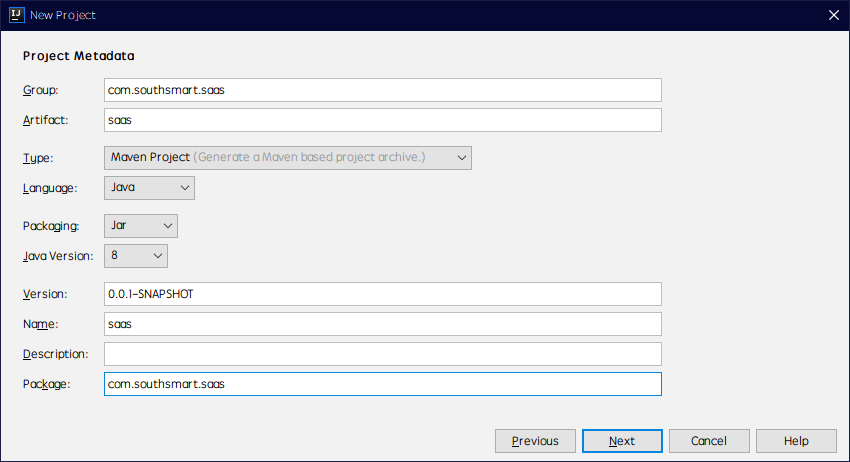 IJ New Project
Project Metadata
Group: com.southsmart.saas
Artifact: saas
Type: Maven Project (Generate a Maven based project archive.)
Language: Java
Packaging: Jar
Java Version: 8
Version: 0.0.1-SNAPSHOT
Name: saas
Description:
Package: com.southsmart.saas
Previous Next Cancel Help